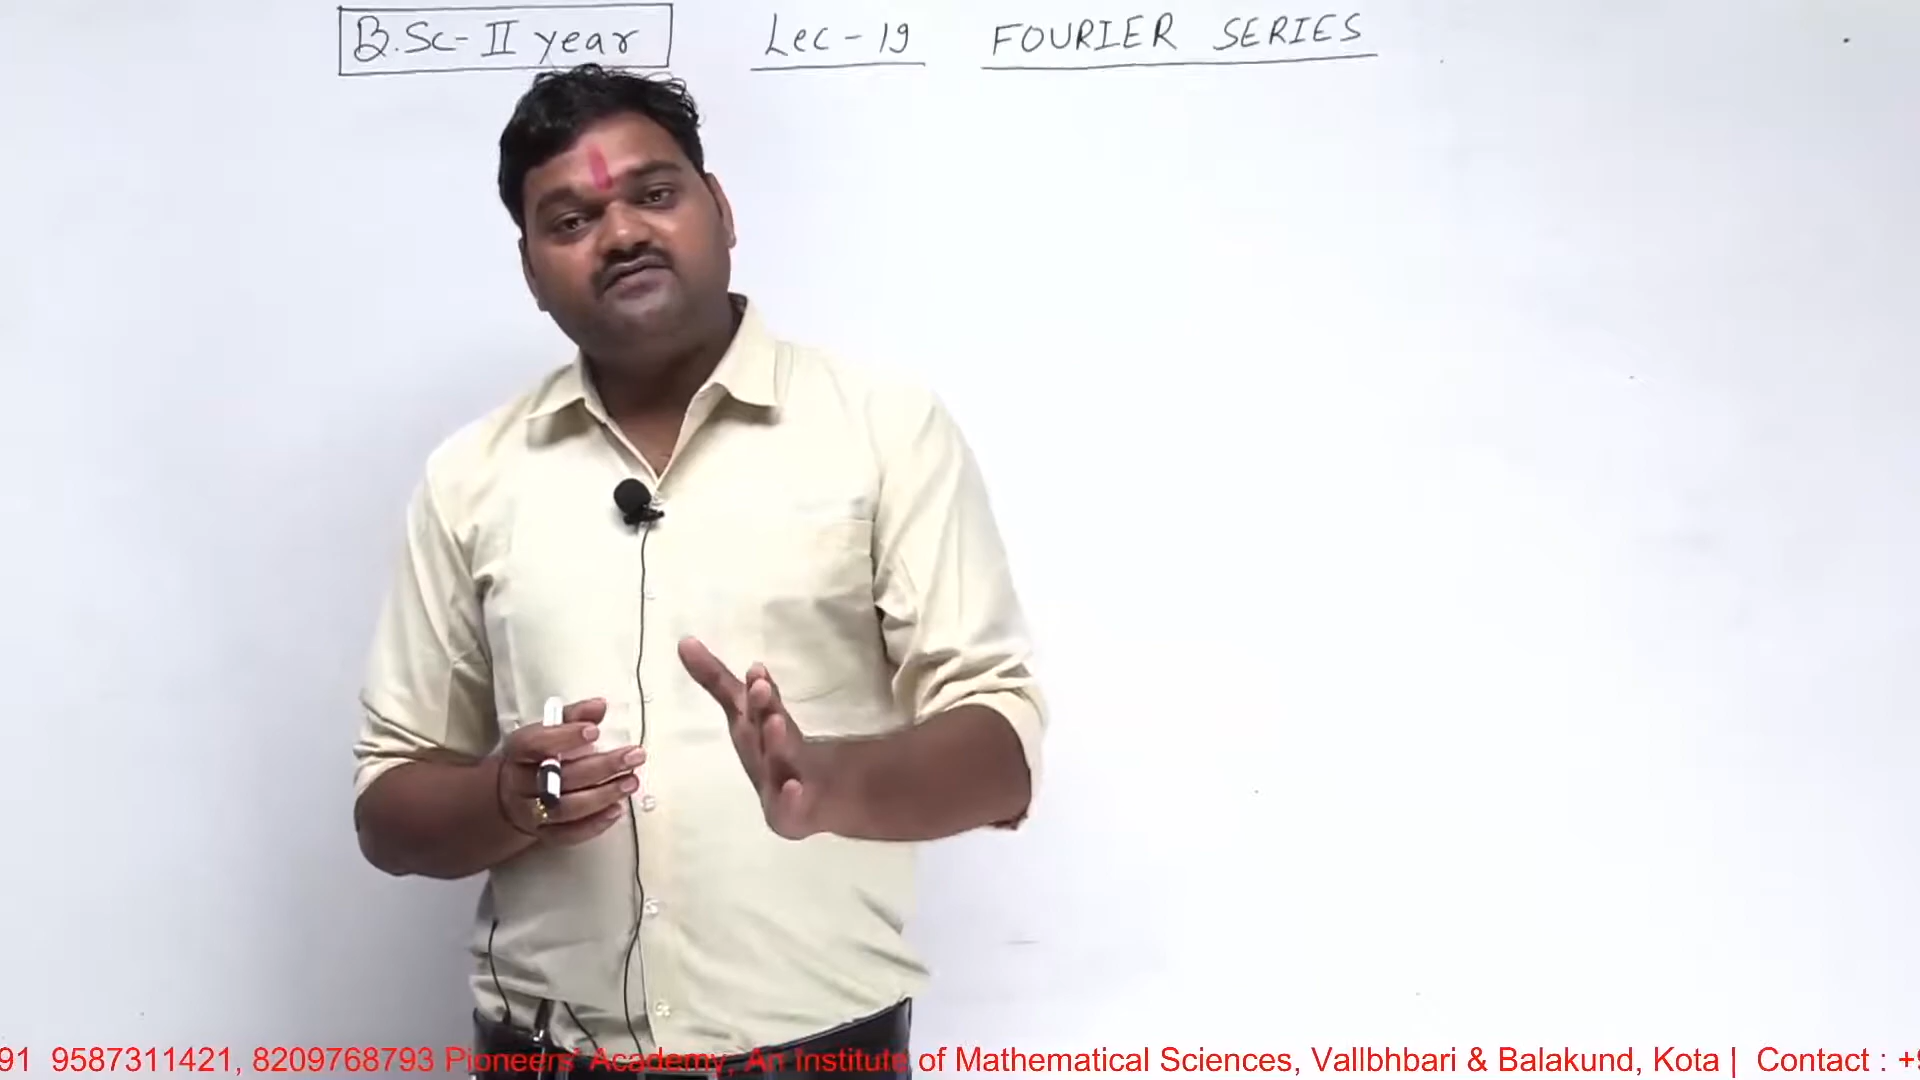 B.Sc- II year Lec - 19 FOURIER SERIES
91 9587311421, 8209768793 Pioneers' Academy, An Institute of Mathematical Sciences, Vallbhbari & Balakund, Kota | Contact : +9